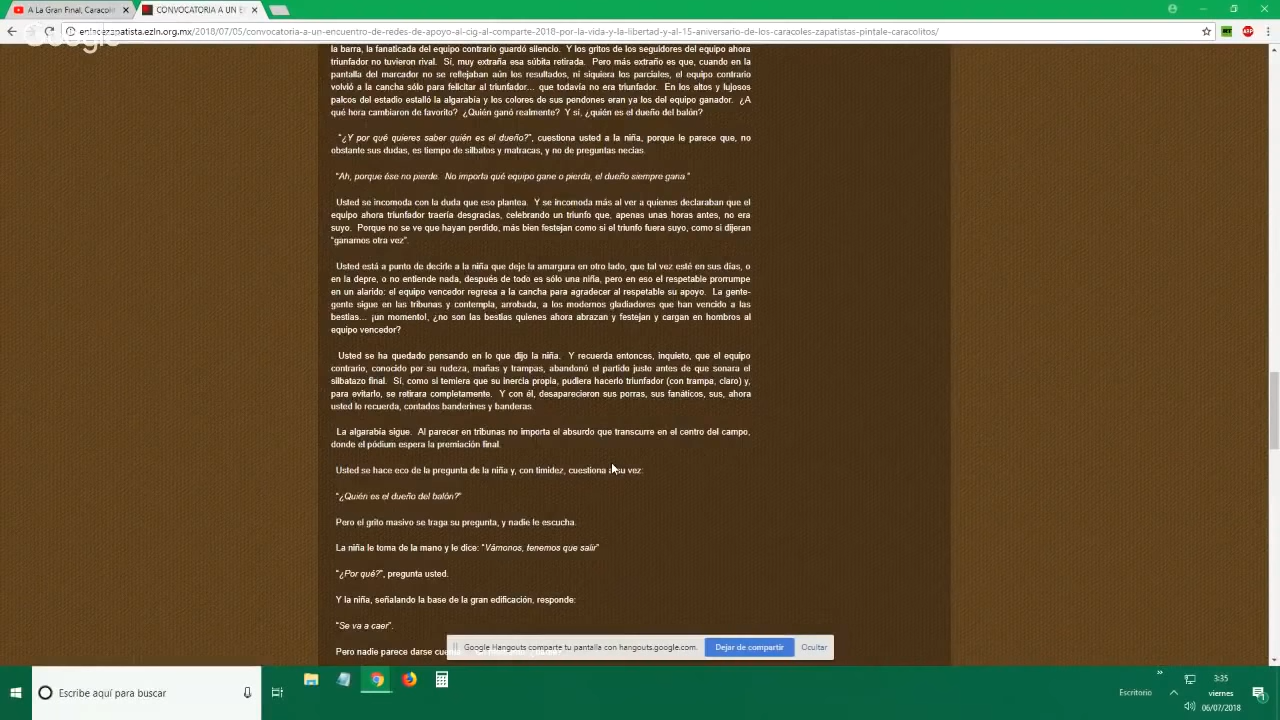 A La Gran Final, Caracole
CONVOCATORIA A UN E
enlacezapatista.ezln.org.mx/2018/07/05/convocatoria-a-un-encuentro-de-redes-de-apoyo-al-cig-al-comparte-2018-por-la-vida-y-la-libertad-y-al-15-aniversario-de-los-caracoles-zapatistas-pintale-caracolitos/
Google
la barra, la fanaticada del equipo contrario guardó silencio. Y los gritos de los seguidores del equipo ahora
triunfador no tuvieron rival. Sí, muy extraña esa súbita retirada. Pero más extraño es que, cuando en la
pantalla del marcador no se reflejaban aún los resultados, ni siquiera los parciales, el equipo contrario
volvió a la cancha sólo para felicitar al triunfador... que todavía no era triunfador. En los altos y lujosos
palcos del estadio estalló la algarabía y los colores de sus pendones eran ya los del equipo ganador. ¿A
qué hora cambiaron de favorito? ¿Quién ganó realmente? Y sí, ¿quién es el dueño del balón?
"¿Y por qué quieres saber quién es el dueño?", cuestiona usted a la niña, porque le parece que, no
obstante sus dudas, es tiempo de silbatos y matracas, y no de preguntas necias.
"Ah, porque ése no pierde. No importa qué equipo gane o pierda, el dueño siempre gana."
Usted se incomoda con la duda que eso plantea. Y se incomoda más al ver a quienes declaraban que el
equipo ahora triunfador traería desgracias, celebrando un triunfo que, apenas unas horas antes, no era
suyo. Porque no se ve que hayan perdido, más bien festejan como si el triunfo fuera suyo, como si dijeran
"ganamos otra vez".
Usted está a punto de decirle a la niña que deje la amargura en otro lado, que tal vez esté en sus días, o
en la depre, o no entiende nada, después de todo es sólo una niña, pero en eso el respetable prorrumpe
en un alarido: el equipo vencedor regresa a la cancha para agradecer al respetable su apoyo. La gente-
gente sigue en las tribunas y contempla, arrobada, a los modernos gladiadores que han vencido a las
bestias... ¡un momento!, ¿no son las bestias quienes ahora abrazan y festejan y cargan en hombros al
equipo vencedor?
Usted se ha quedado pensando en lo que dijo la niña. Y recuerda entonces, inquieto, que el equipo
contrario, conocido por su rudeza, mañas y trampas, abandonó el partido justo antes de que sonara el
silbatazo final. Sí, como si temiera que su inercia propia, pudiera hacerlo triunfador (con trampa, claro) y,
para evitarlo, se retirara completamente. Y con él, desaparecieron sus porras, sus fanáticos, sus, ahora
usted lo recuerda, contados banderines y banderas.
La algarabía sigue. Al parecer en tribunas no importa el absurdo que transcurre en el centro del campo,
donde el pódium espera la premiación final.
Usted se hace eco de la pregunta de la niña y, con timidez, cuestiona a su vez:
"¿Quién es el dueño del balón?"
Pero el grito masivo se traga su pregunta, y nadie le escucha.
La niña le toma de la mano y le dice: "Vámonos, tenemos que salir"
"¿Por qué?", pregunta usted.
Y la niña, señalando la base de la gran edificación, responde:
"Se va a caer".
Pero nadie parece darse cuenta
Google Hangouts comparte tu pantalla con hangouts.google.com. Dejar de compartir Ocultar
Escribe aquí para buscar
Escritorio
3:35
viernes
06/07/2018